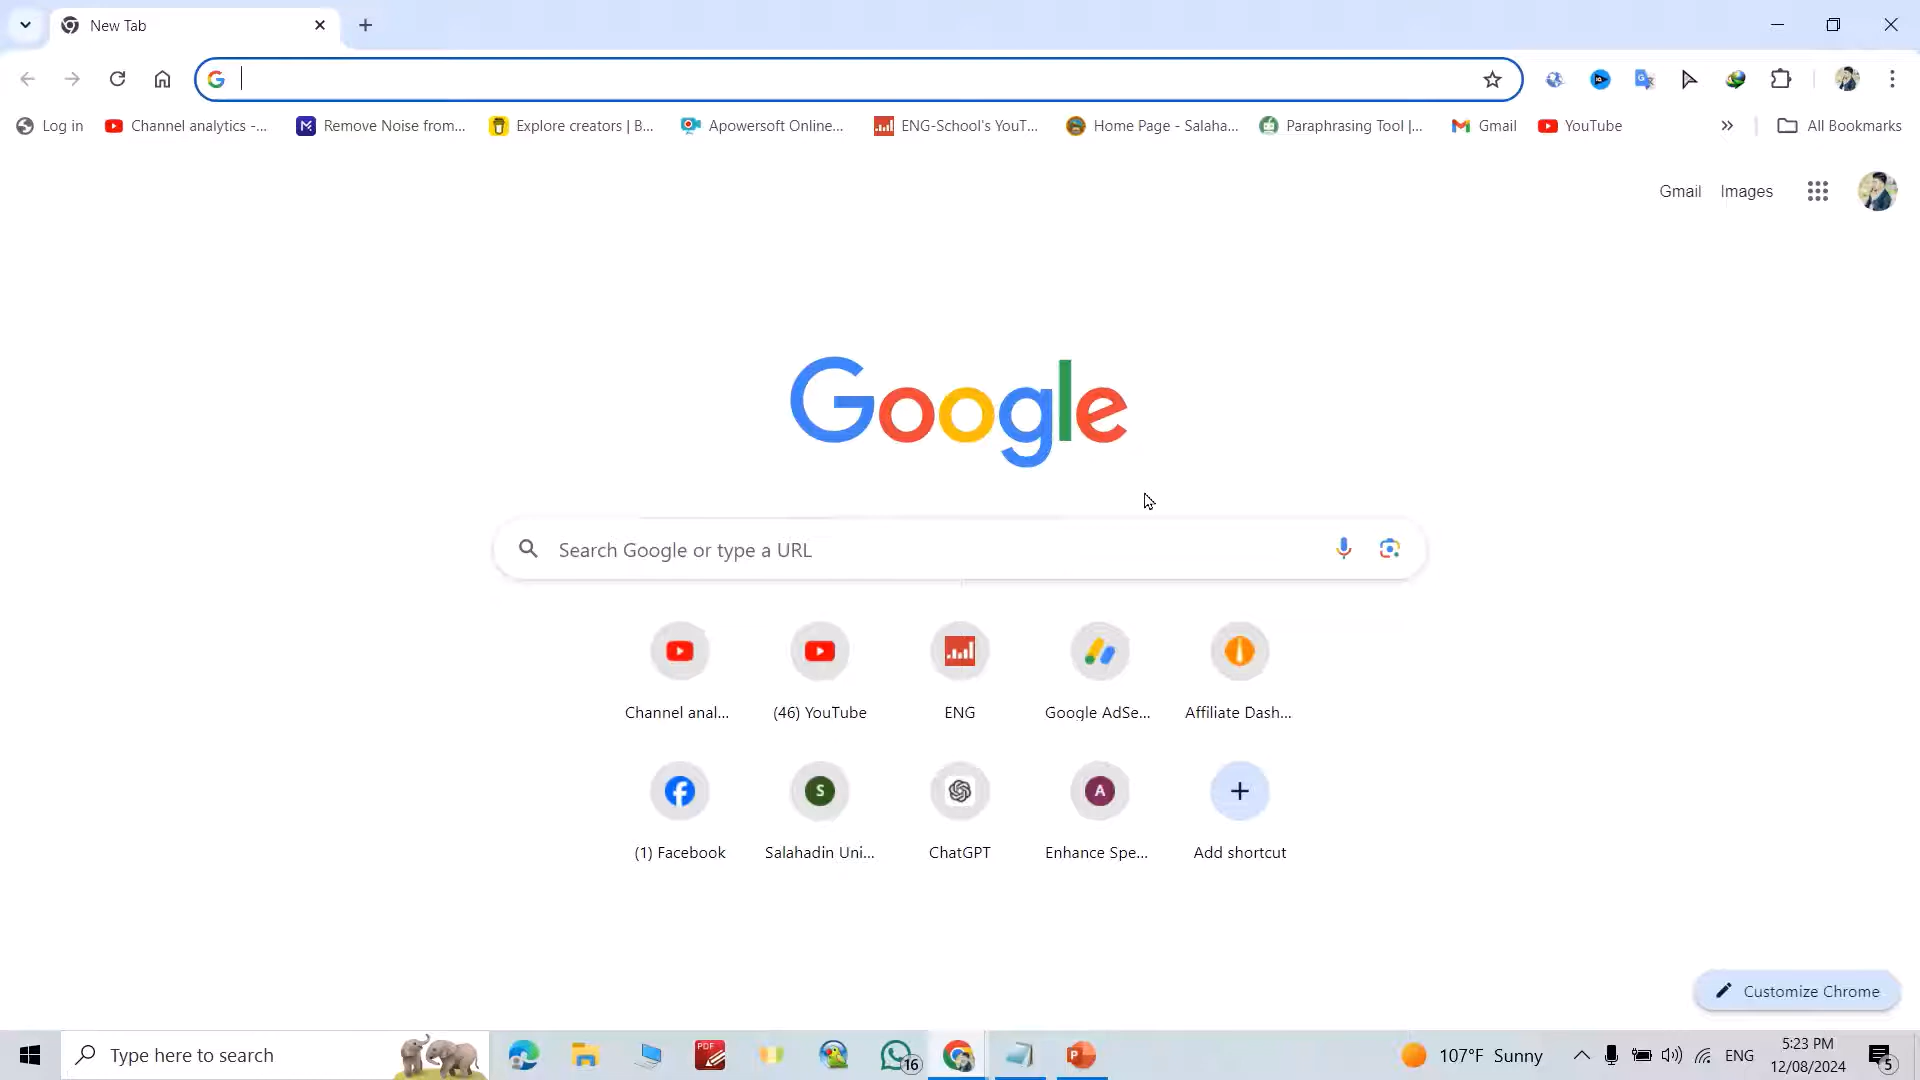 New Tab
Log in
Channel analytics -...
Remove Noise from...
Explore creators | B...
Apowersoft Online...
ENG-School's YouT...
Home Page - Salaha...
Paraphrasing Tool |...
Gmail
YouTube
All Bookmarks
Gmail Images
Google
Search Google or type a URL
Channel anal...
(46) YouTube
ENG
Google AdSe...
Affiliate Dash...
S
A
(1) Facebook
Salahadin Uni...
ChatGPT
Enhance Spe...
Add shortcut
Customize Chrome
Type here to search
PDF
16
P
107°F Sunny
ENG
5:23 PM
12/08/2024
5